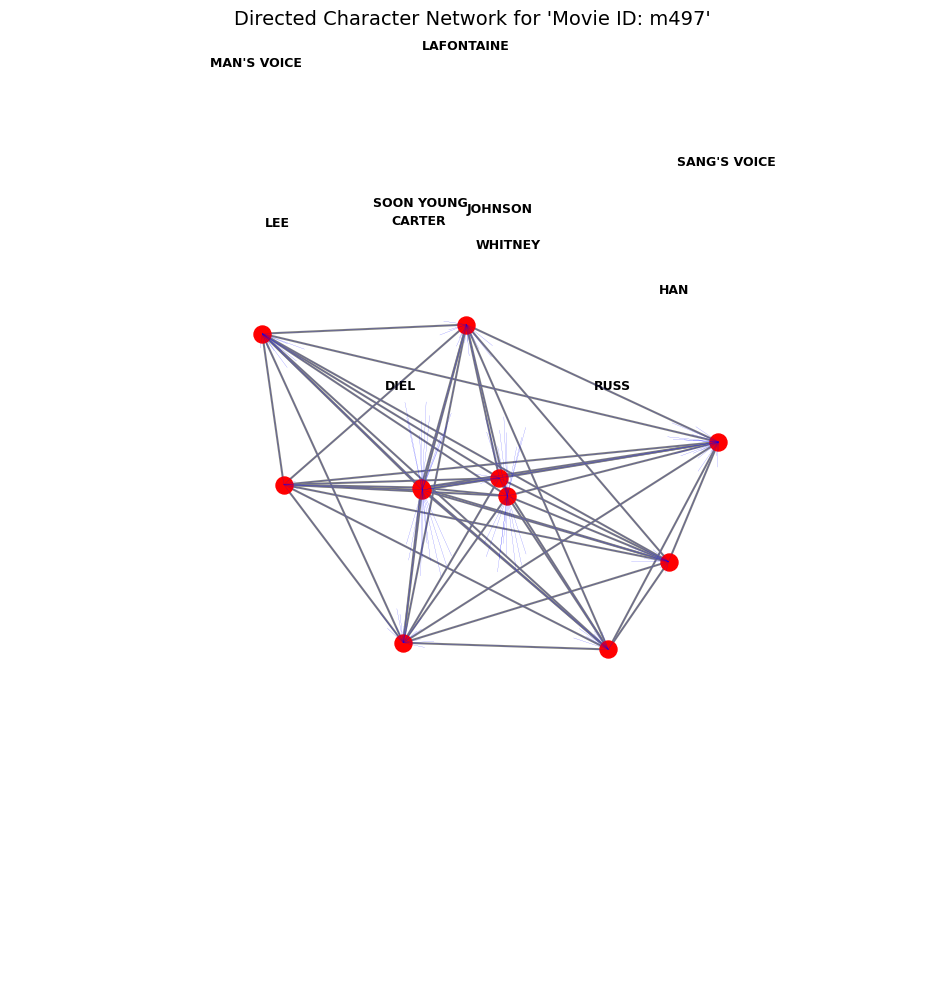 Directed Character Network for 'Movie ID: m497'
LAFONTAINE
MAN'S VOICE
SANG'S VOICE
SOON YOUNG
JOHNSON
CARTER
LEE
WHITNEY
HAN
DIEL
RUSS